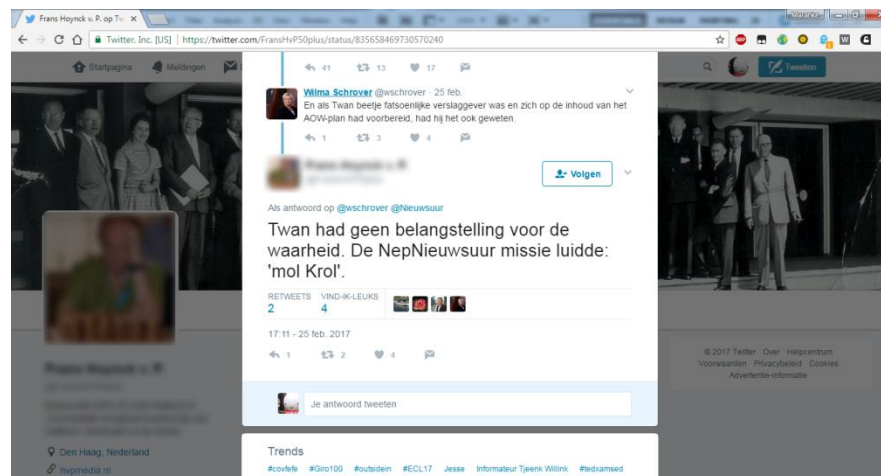 Frans Hoynck v. P. op Tw
Twitter, Inc. [US] | https://twitter.com/FransHvP50plus/status/835658469730570240
Startpagina Meldingen
Tweeten
41 13 17
Wilma Schrover @wschrover · 25 feb.
En als Twan beetje fatsoenlijke verslaggever was en zich op de inhoud van het
AOW-plan had voorbereid, had hij het ook geweten.
1 3 4
Volgen
Als antwoord op @wschrover @Nieuwsuur
Twan had geen belangstelling voor de
waarheid. De NepNieuwsuur missie luidde:
'mol Krol'.
RETWEETS VIND-IK-LEUKS
2 4
17:11 - 25 feb. 2017
1 2 4
Je antwoord tweeten
© 2017 Twitter Over Helpcentrum
Voorwaarden Privacybeleid Cookies
Advertentie-informatie
Den Haag, Nederland
hvpmedia.nl
Trends
#covfefe #Giro100 #outsidein #ECL17 Jesse Informateur Tjeenk Willink #tedxamsed